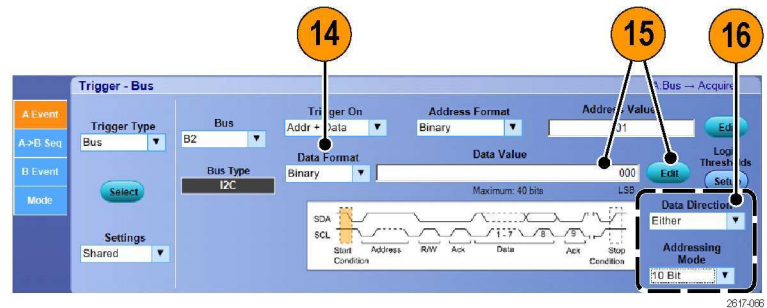 14
15
16
Trigger - Bus
A.Bus → Acquire
A Event
A->B Seq
B Event
Mode
Trigger Type
Bus
Select
Settings
Shared
Bus
B2
Bus Type
I2C
Trigger On
Addr + Data
Address Format
Binary
Address Value
01
Edit
Data Format
Binary
Data Value
000
Edit
Maximum: 40 bits
LSB
Logic
Thresholds
Setup
Data Direction
Either
Addressing
Mode
10 Bit
SDA
SCL
1 - 7
8
9
Start
Condition
Address
R/W
Ack
Data
Ack
Stop
Condition
2617-066